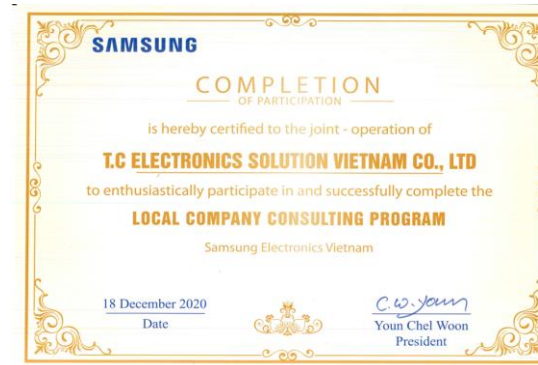 SAMSUNG
COMPLETION
OF PARTICIPATION
is hereby certified to the joint - operation of
T.C ELECTRONICS SOLUTION VIETNAM CO., LTD
to enthusiastically participate in and successfully complete the
LOCAL COMPANY CONSULTING PROGRAM
Samsung Electronics Vietnam
18 December 2020
Date
C.W. Youn
Youn Chel Woon
President